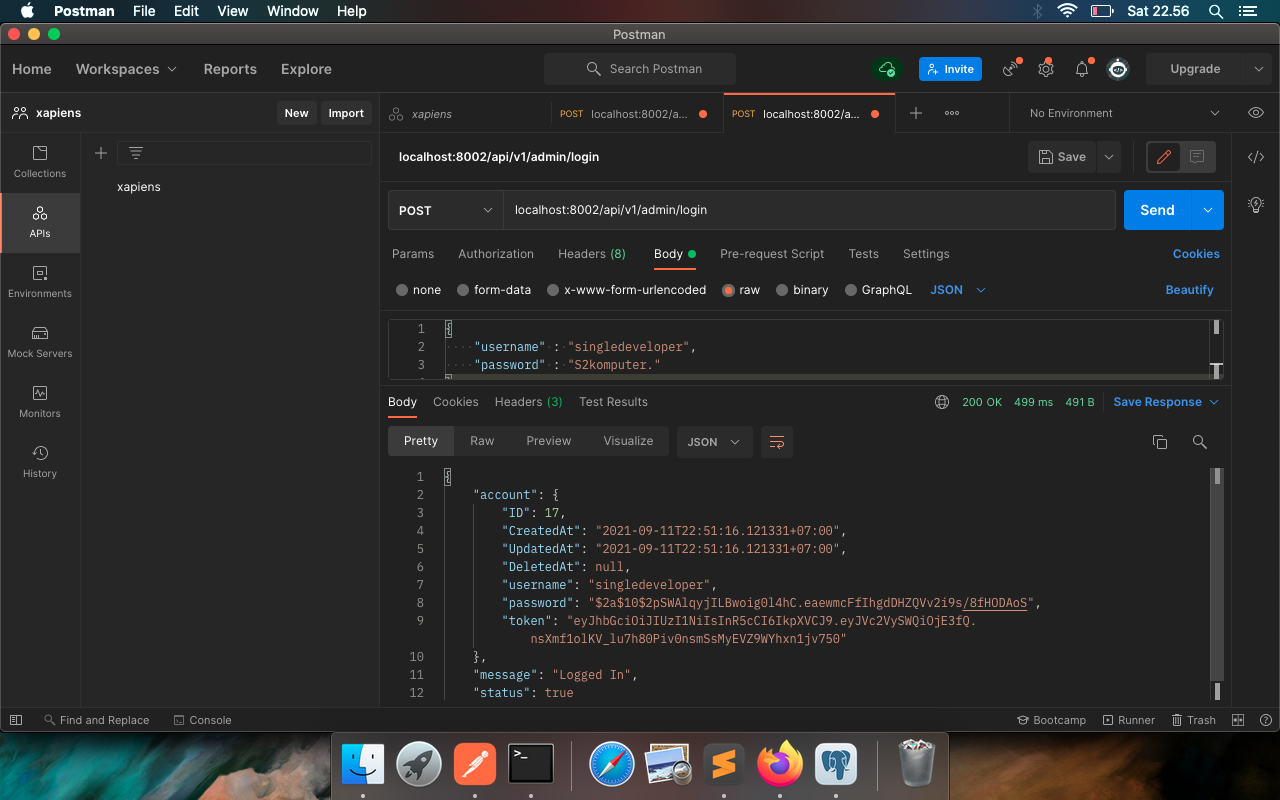 Postman File Edit View Window Help Sat 22.56
Postman
Home Workspaces Reports Explore Search Postman Invite Upgrade
xapiens New Import xapiens POST localhost:8002/a... POST localhost:8002/a... No Environment
Collections
APIs
Environments
Mock Servers
Monitors
History
xapiens
localhost:8002/api/v1/admin/login Save
POST localhost:8002/api/v1/admin/login Send
Params Authorization Headers (8) Body Pre-request Script Tests Settings Cookies
none form-data x-www-form-urlencoded raw binary GraphQL JSON Beautify
1 {
2 "username" : "singledeveloper",
3 "password" : "S2komputer."
Body Cookies Headers (3) Test Results 200 OK 499 ms 491 B Save Response
Pretty Raw Preview Visualize JSON
1 {
2 "account": {
3 "ID": 17,
4 "CreatedAt": "2021-09-11T22:51:16.121331+07:00",
5 "UpdatedAt": "2021-09-11T22:51:16.121331+07:00",
6 "DeletedAt": null,
7 "username": "singledeveloper",
8 "password": "$2a$10$2pSWAlqyjILBwoig0l4hC.eaewmcFfIhgdDHZQVv2i9s/8fHODAoS",
9 "token": "eyJhbGciOiJIUzI1NiIsInR5cCI6IkpXVCJ9.eyJVc2VySWQiOjE3fQ.
nsXmf1olKV_lu7h80Piv0nsmSsMyEVZ9WYhxn1jv750"
10 },
11 "message": "Logged In",
12 "status": true
Find and Replace Console Bootcamp Runner Trash